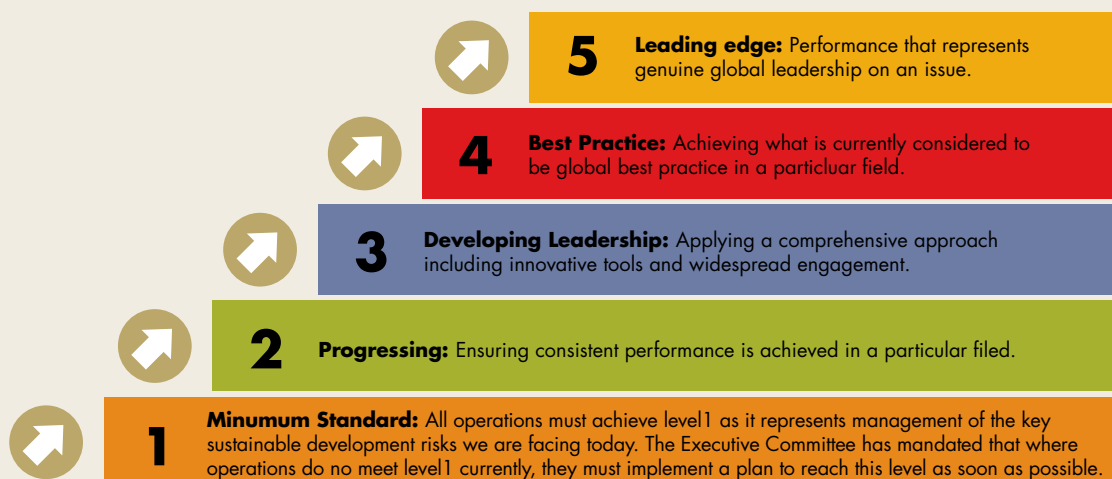 5
Leading edge: Performance that represents
genuine global leadership on an issue.
4
Best Practice: Achieving what is currently considered to
be global best practice in a particluar field.
3
Developing Leadership: Applying a comprehensive approach
including innovative tools and widespread engagement.
2
Progressing: Ensuring consistent performance is achieved in a particular filed.
1
Minumum Standard: All operations must achieve level1 as it represents management of the key
sustainable development risks we are facing today. The Executive Committee has mandated that where
operations do no meet level1 currently, they must implement a plan to reach this level as soon as possible.